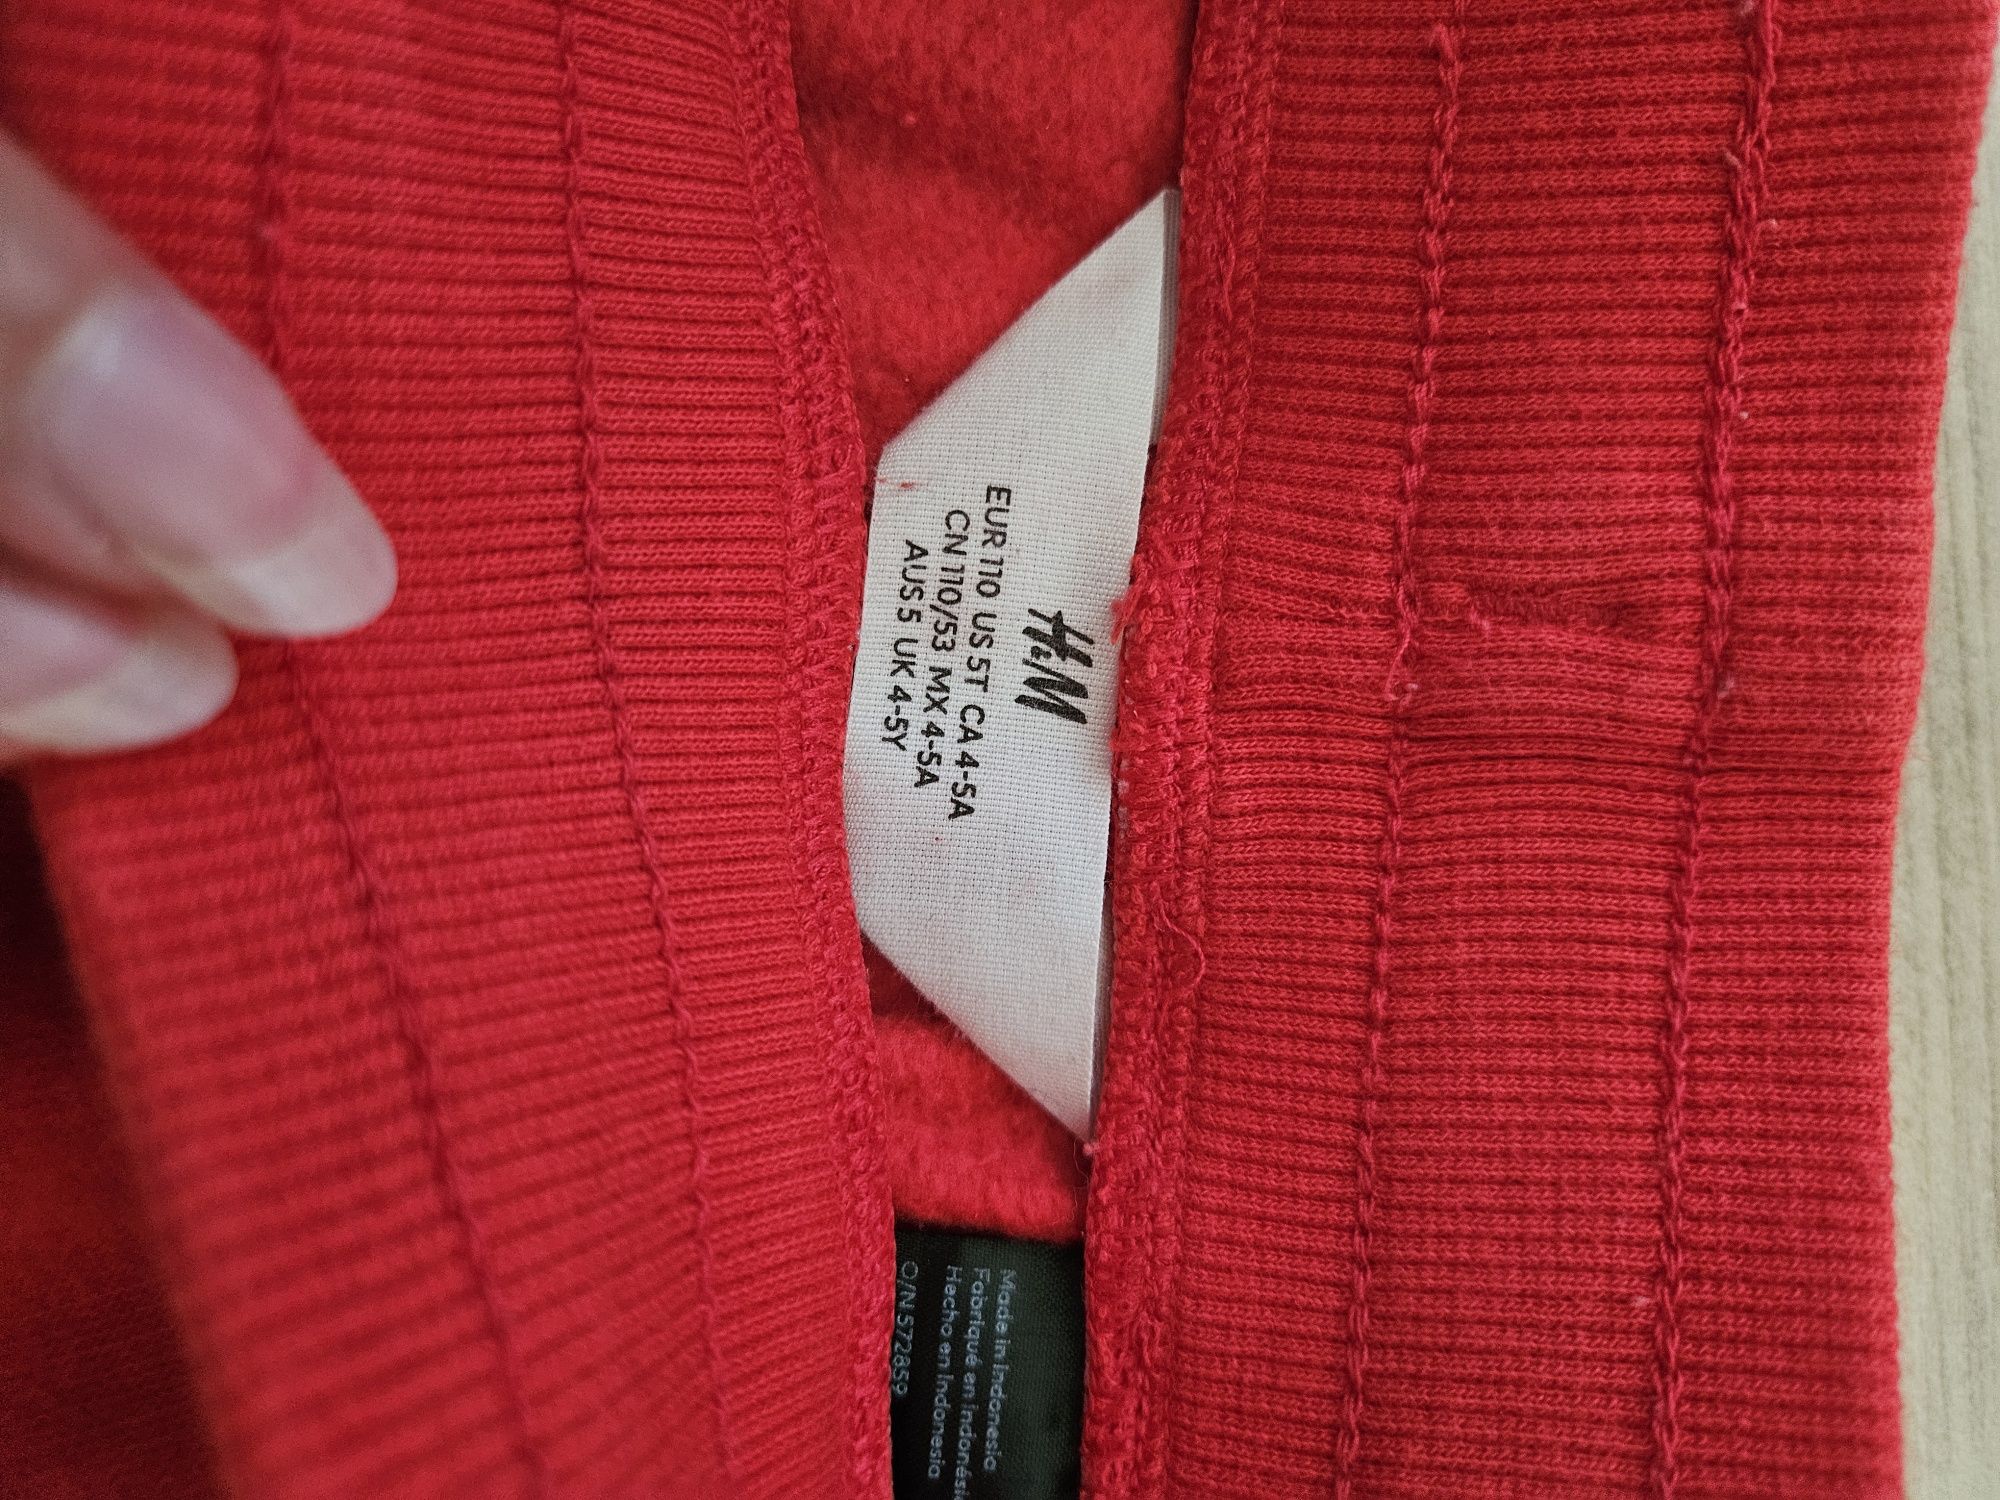 H&M
EUR 110 US 5T CA 4-5A
CN 110/53 MX 4-5A
AUS 5 UK 4-5Y
Made in Indonesia
Fabriqué en Indonésie
Hecho en Indonesia
O/N 572859